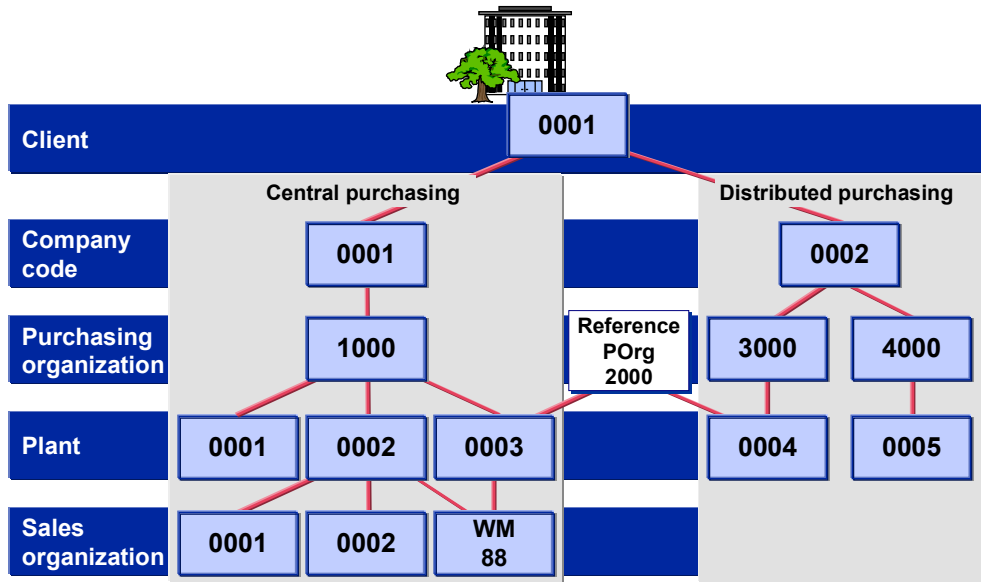 0001
Client
Central purchasing
Distributed purchasing
Company
code
0001
0002
Purchasing
organization
1000
Reference
POrg
2000
3000
4000
Plant
0001
0002
0003
0004
0005
Sales
organization
0001
0002
WM
88